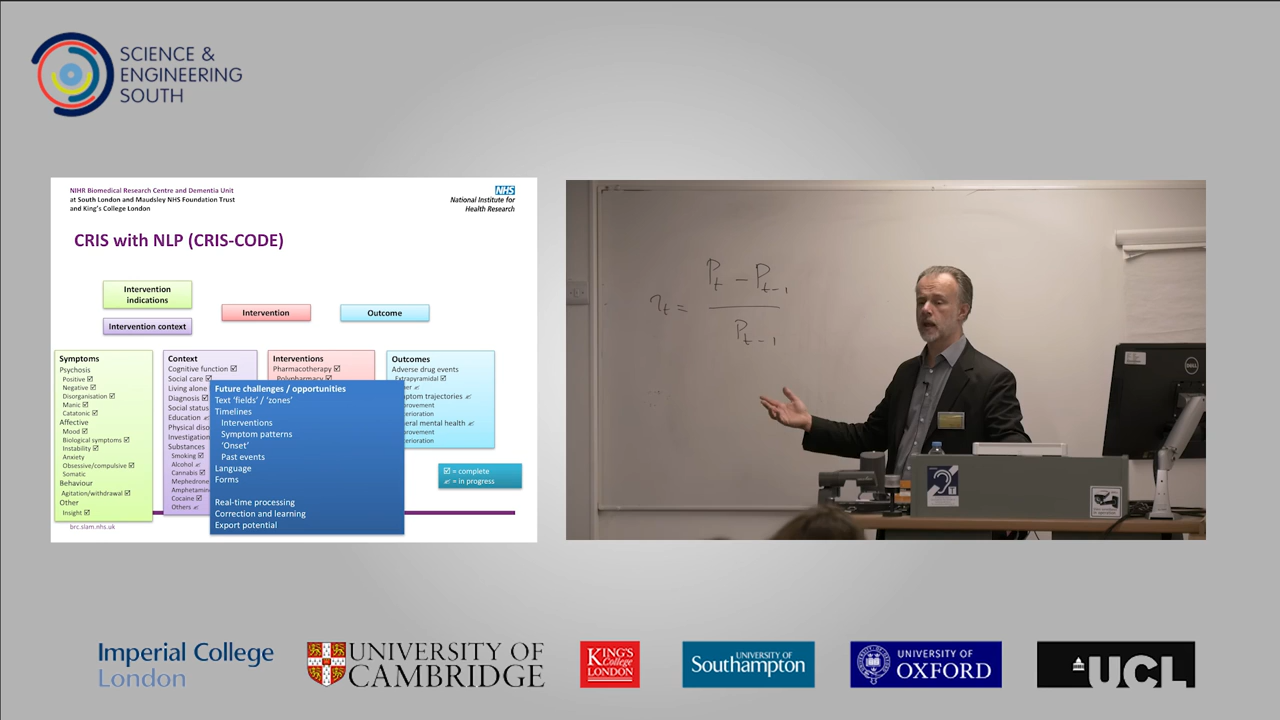 SCIENCE &
ENGINEERING
SOUTH
NIHR Biomedical Research Centre and Dementia Unit
at South London and Maudsley NHS Foundation Trust
and King's College London
NHS
National Institute for
Health Research
CRIS with NLP (CRIS-CODE)
Intervention
indications
Intervention context
Intervention
Outcome
Symptoms
Psychosis
Positive ☑
Negative ☑
Disorganisation ☑
Manic ☑
Catatonic ☑
Affective
Mood ☑
Biological symptoms ☑
Instability ☑
Anxiety
Obsessive/compulsive ☑
Somatic
Behaviour
Agitation/withdrawal ☑
Other
Insight ☑
Context
Cognitive function ☑
Social care ☑
Living alone
Diagnosis ☑
Social status
Education
Physical diso
Investigation
Substances
Smoking ☑
Alcohol
Cannabis ☑
Mephedrone
Amphetamin
Cocaine ☑
Others
Interventions
Pharmacotherapy ☑
Polypharmacy ☑
Outcomes
Adverse drug events
Extrapyramidal ☑
er
ptom trajectories
provement
terioration
eral mental health
provement
terioration
Future challenges / opportunities
Text 'fields' / 'zones'
Timelines
Interventions
Symptom patterns
'Onset'
Past events
Language
Forms
Real-time processing
Correction and learning
Export potential
☑ = complete
= in progress
brc.slam.nhs.uk
r_t = (P_t - P_t-1) / P_t-1
DELL
T
Imperial College
London
UNIVERSITY OF
CAMBRIDGE
KING'S
College
LONDON
UNIVERSITY OF
Southampton
UNIVERSITY OF
OXFORD
UCL